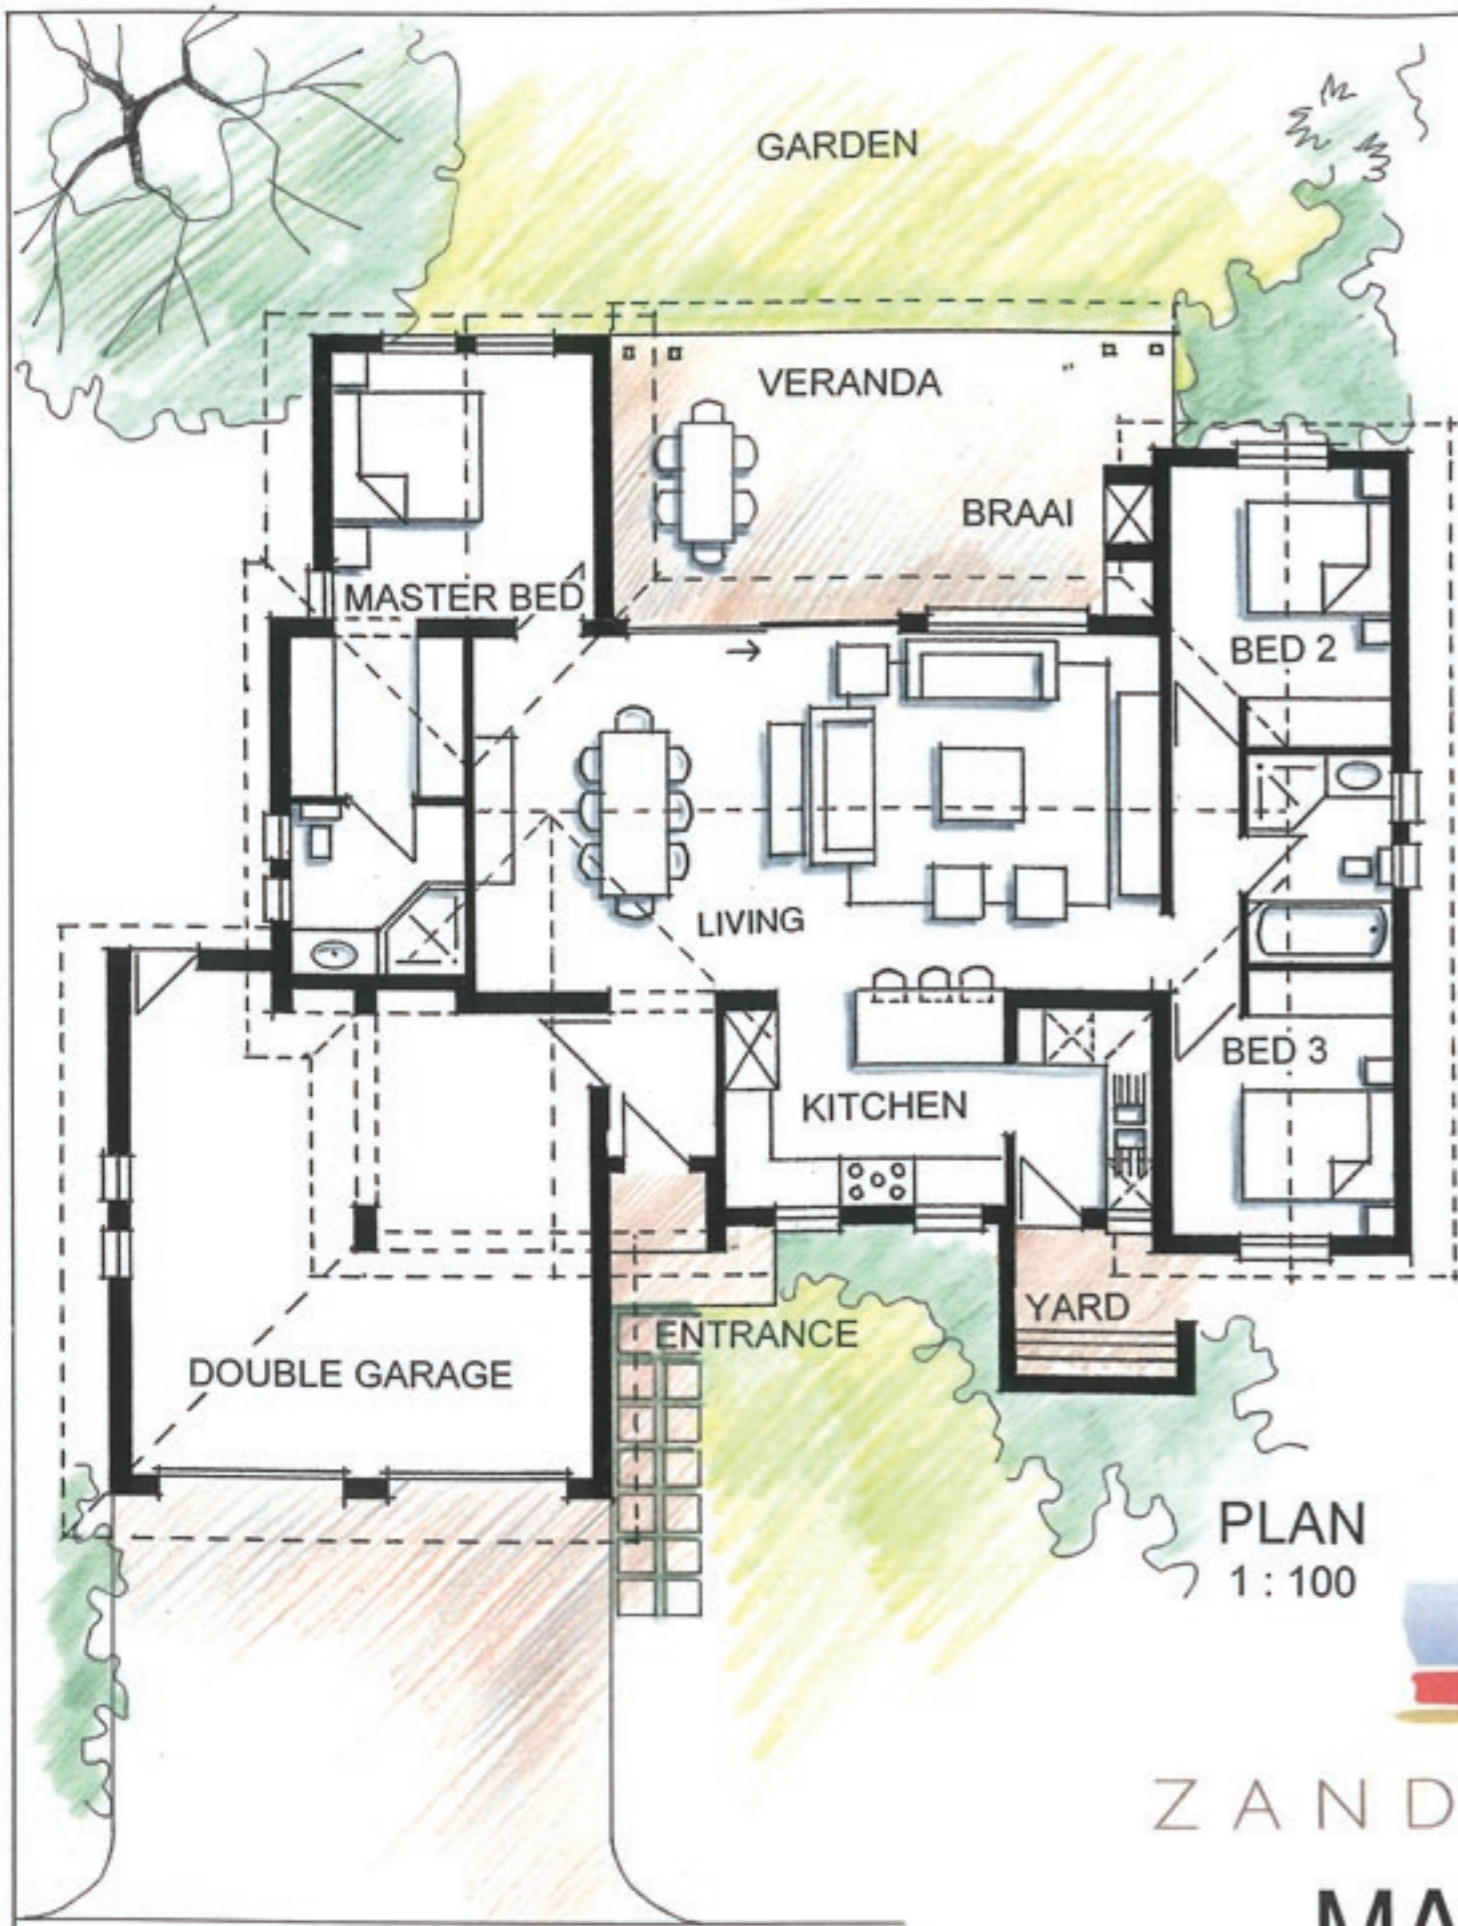 GARDEN
VERANDA
BRAAI
MASTER BED
BED 2
LIVING
BED 3
KITCHEN
YARD
ENTRANCE
DOUBLE GARAGE
PLAN
1 : 100
ZAND
MA